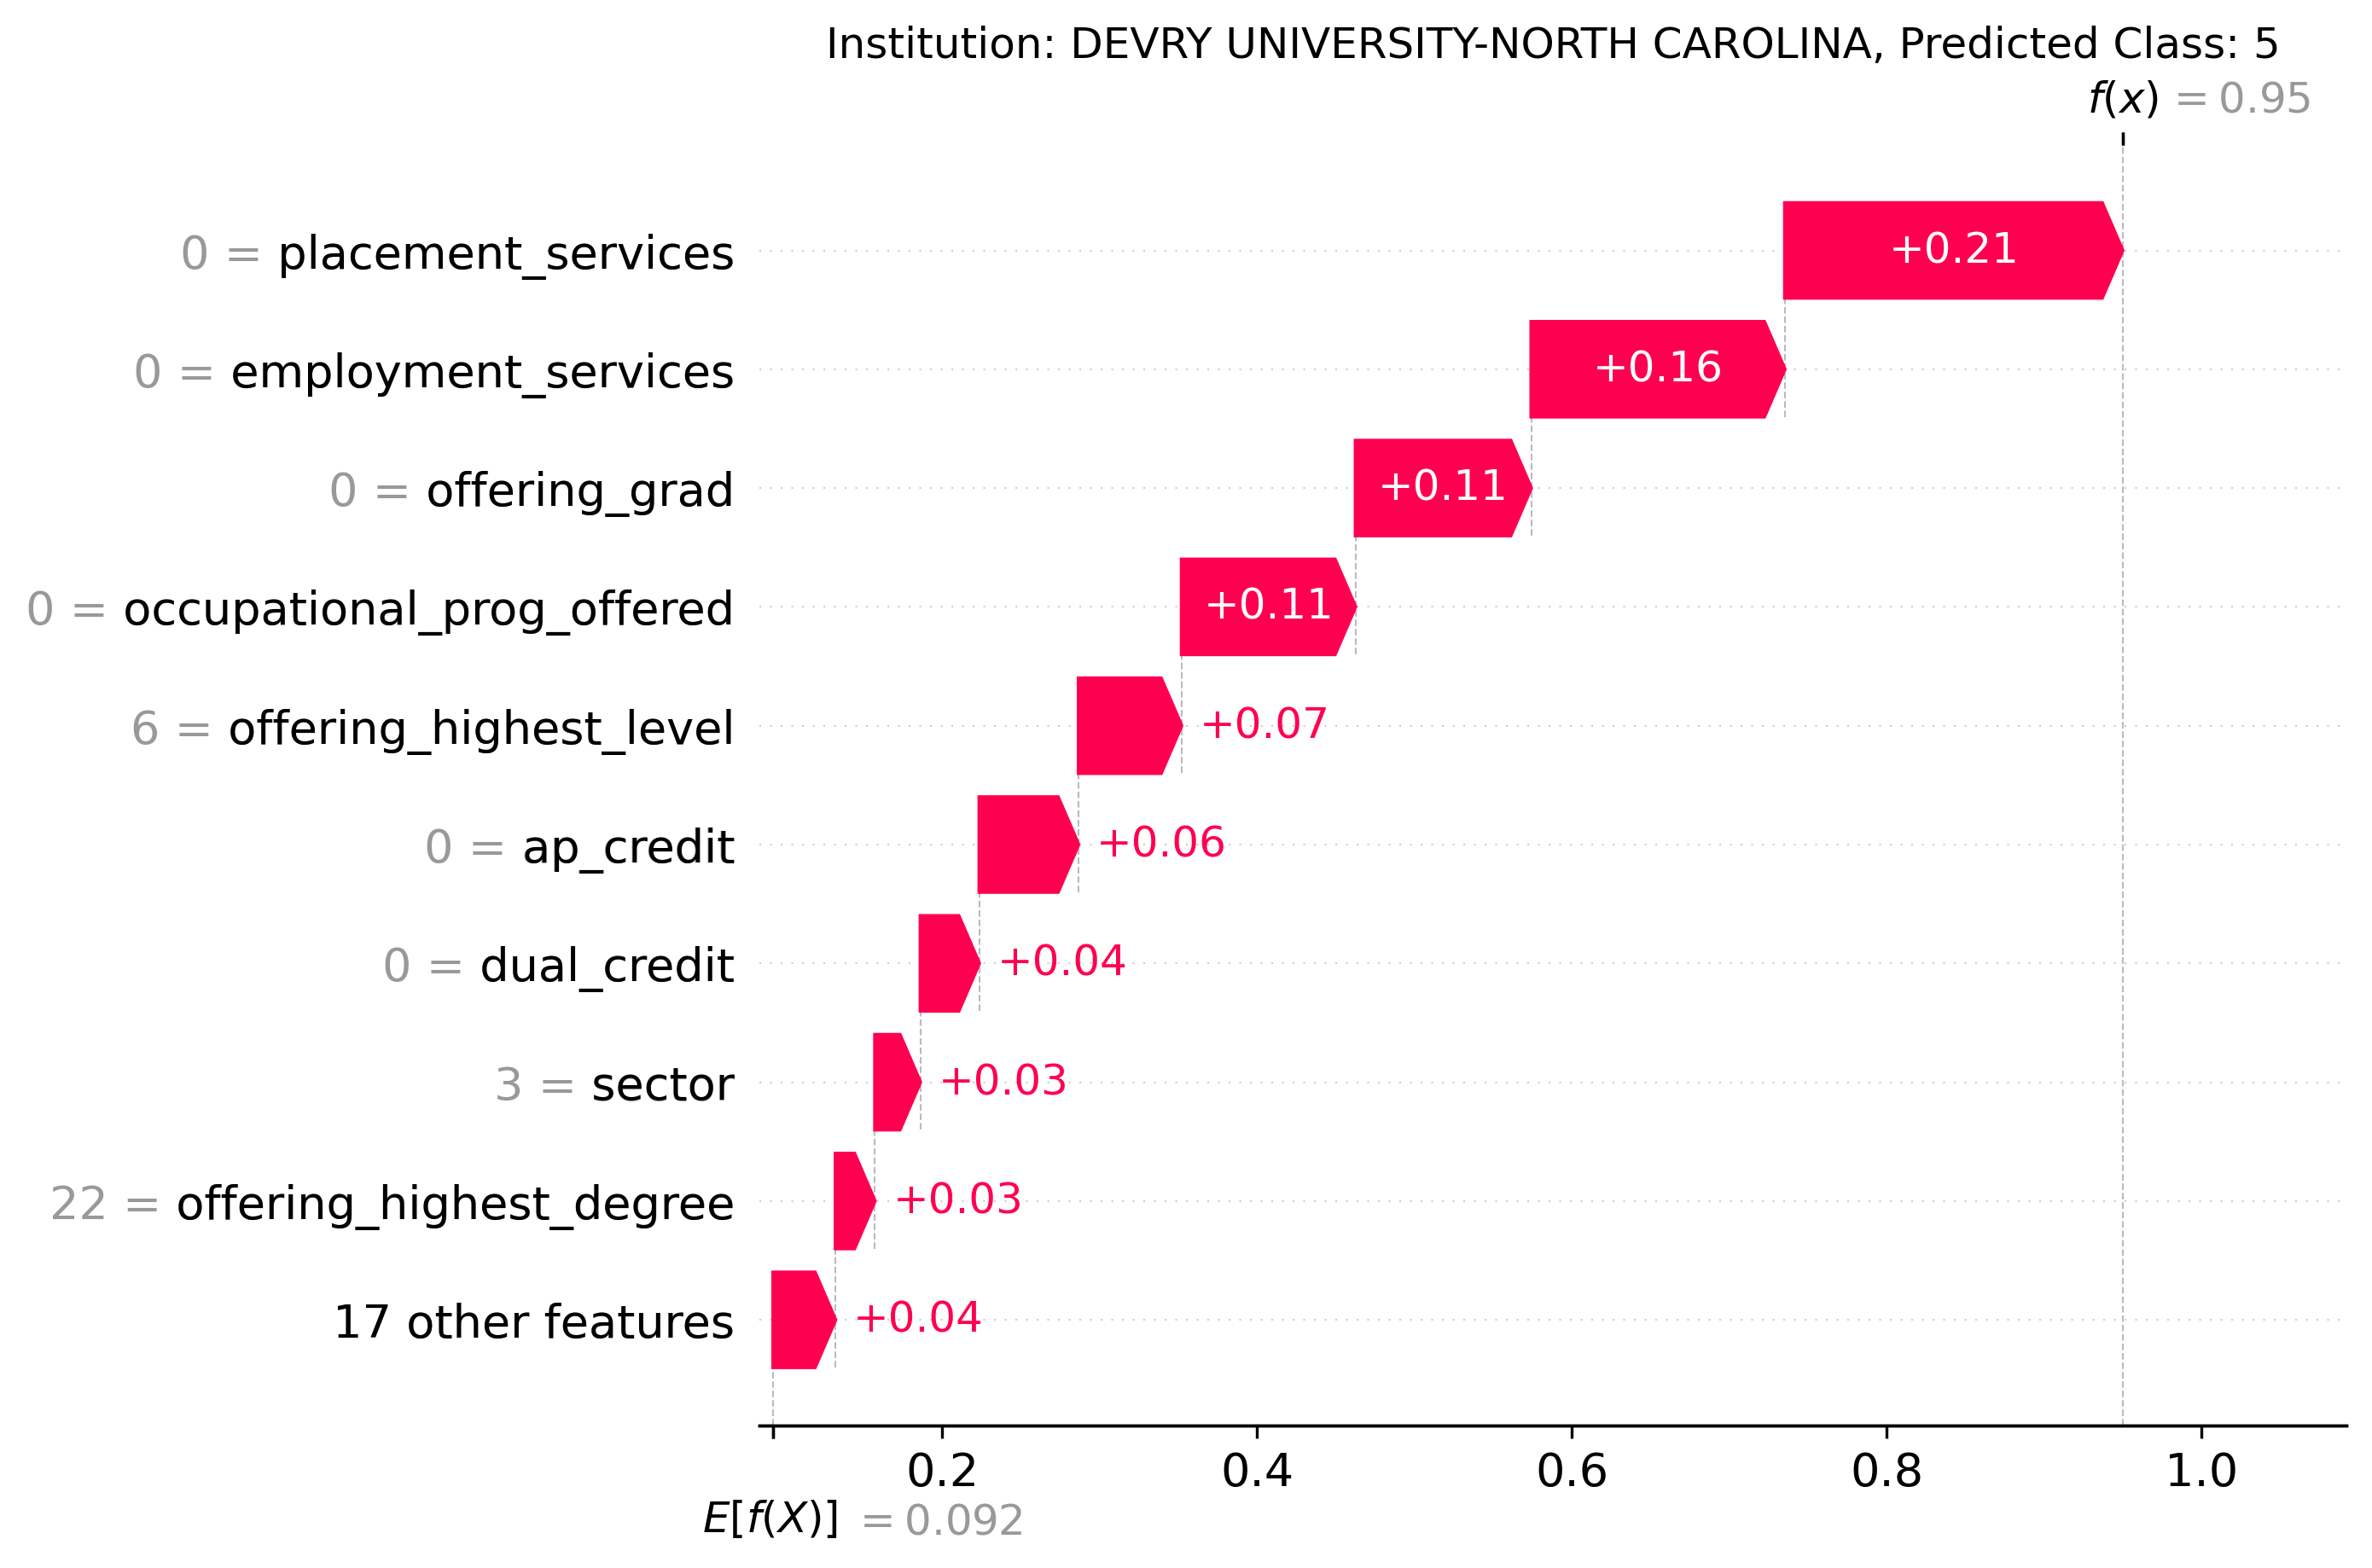 Institution: DEVRY UNIVERSITY-NORTH CAROLINA, Predicted Class: 5
f(x) = 0.95
0 = placement_services +0.21
0 = employment_services +0.16
0 = offering_grad +0.11
0 = occupational_prog_offered +0.11
6 = offering_highest_level +0.07
0 = ap_credit +0.06
0 = dual_credit +0.04
3 = sector +0.03
22 = offering_highest_degree +0.03
17 other features +0.04
0.2 0.4 0.6 0.8 1.0
E[f(X)] = 0.092